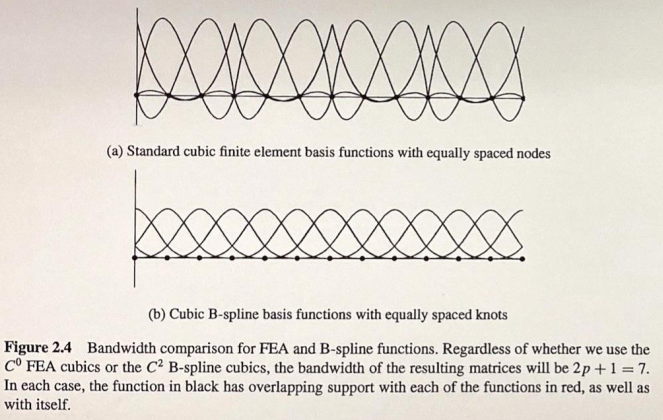 (a) Standard cubic finite element basis functions with equally spaced nodes
(b) Cubic B-spline basis functions with equally spaced knots
Figure 2.4 Bandwidth comparison for FEA and B-spline functions. Regardless of whether we use the
C⁰ FEA cubics or the C² B-spline cubics, the bandwidth of the resulting matrices will be 2p + 1 = 7.
In each case, the function in black has overlapping support with each of the functions in red, as well as
with itself.